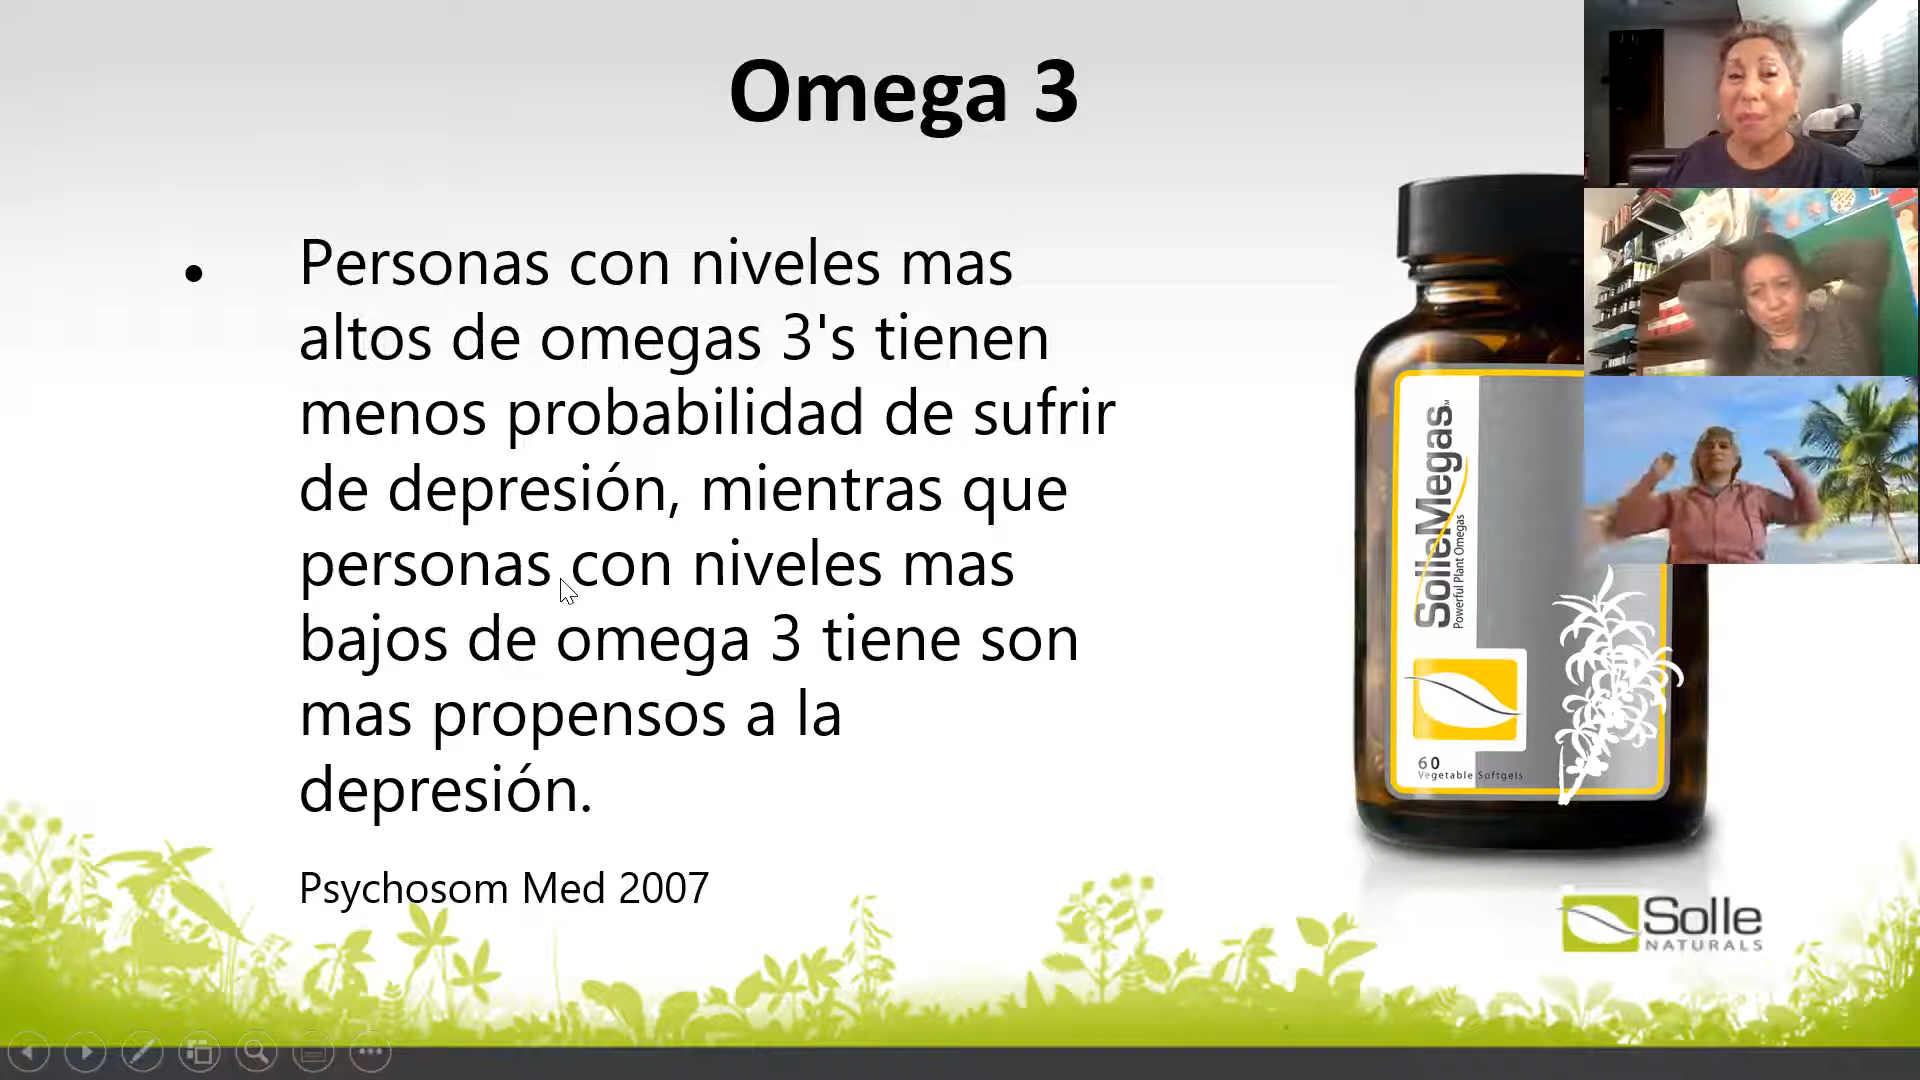 Omega 3
• Personas con niveles mas
altos de omegas 3's tienen
menos probabilidad de sufrir
de depresión, mientras que
personas con niveles mas
bajos de omega 3 tiene son
mas propensos a la
depresión.
Psychosom Med 2007
SolleMegas™
Powerful Plant Omegas
60
Vegetable Softgels
Solle
NATURALS